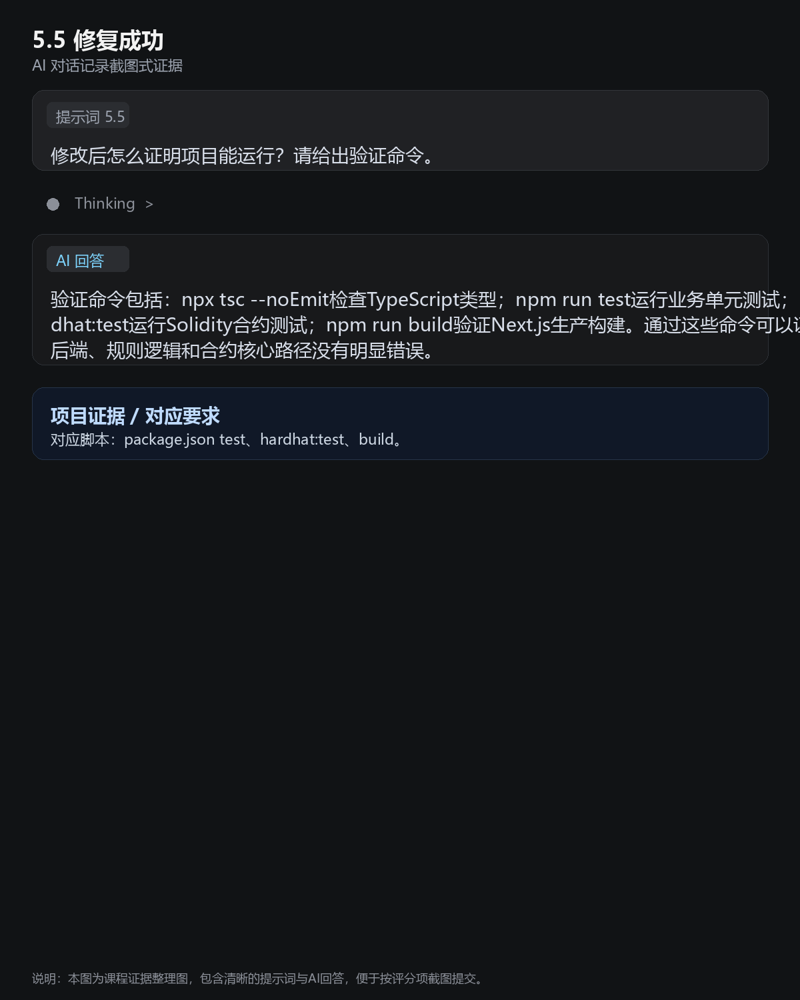 5.5 修复成功
AI 对话记录截图式证据
提示词 5.5
修改后怎么证明项目能运行？请给出验证命令。
Thinking >
AI 回答
验证命令包括：npx tsc --noEmit检查TypeScript类型；npm run test运行业务单元测试；
dhat:test运行Solidity合约测试；npm run build验证Next.js生产构建。通过这些命令可以
后端、规则逻辑和合约核心路径没有明显错误。
项目证据 / 对应要求
对应脚本：package.json test、hardhat:test、build。
说明：本图为课程证据整理图，包含清晰的提示词与AI回答，便于按评分项截图提交。